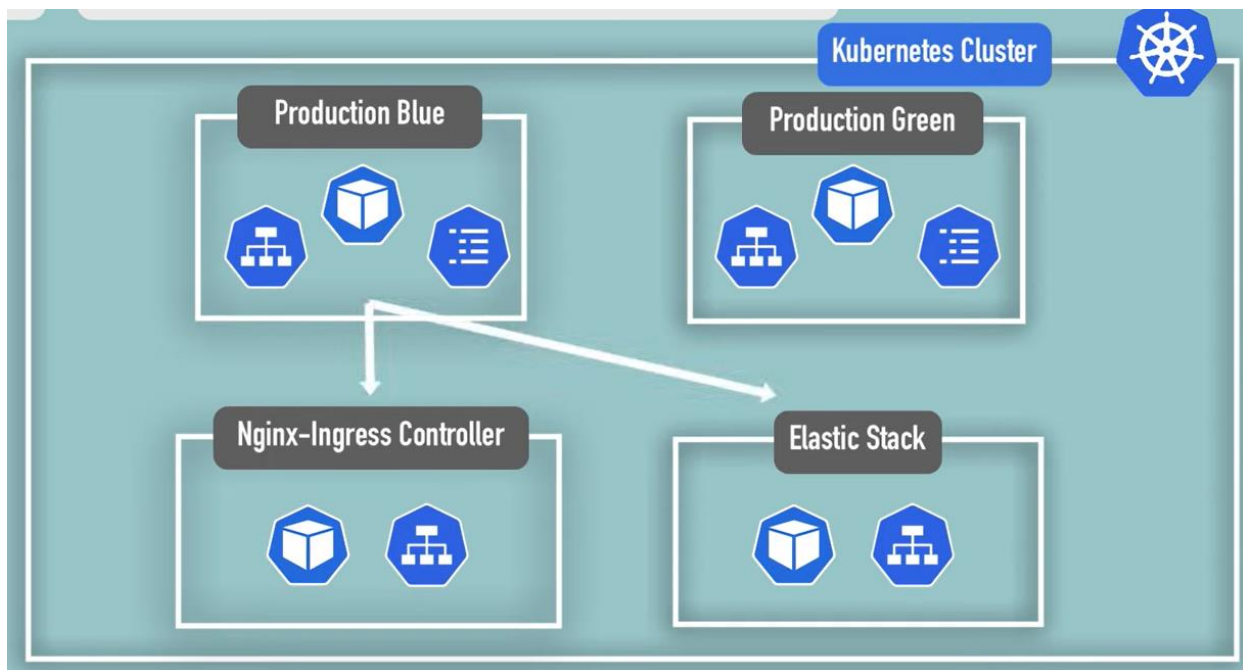 Kubernetes Cluster
Production Blue
Production Green
Nginx-Ingress Controller
Elastic Stack